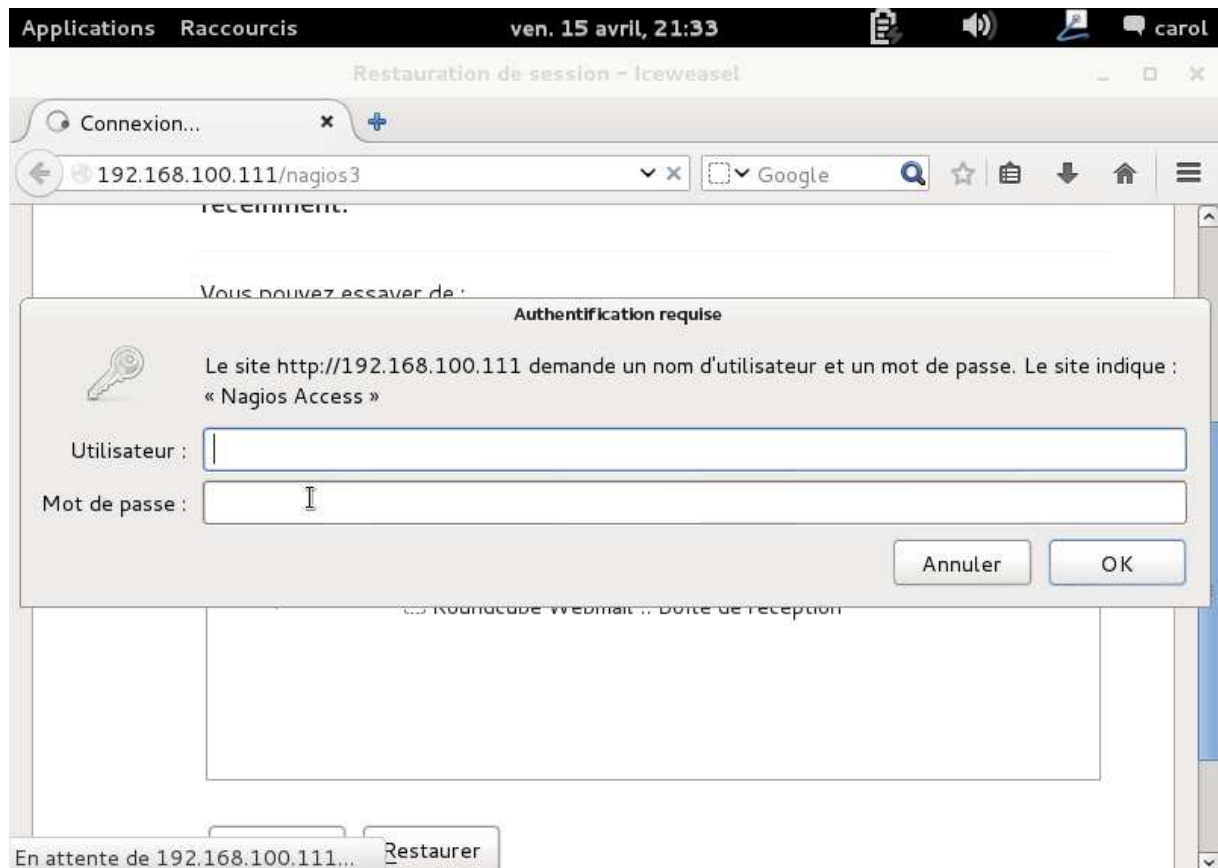 Applications Raccourcis ven. 15 avril, 21:33 carol
Restauration de session - Iceweasel
Connexion...
192.168.100.111/nagios3 Google
récemment.
Vous pouvez essayer de :
Authentification requise
Le site http://192.168.100.111 demande un nom d'utilisateur et un mot de passe. Le site indique :
« Nagios Access »
Utilisateur :
Mot de passe :
Annuler OK
Roundcube Webmail :: Boîte de réception
En attente de 192.168.100.111... Restaurer